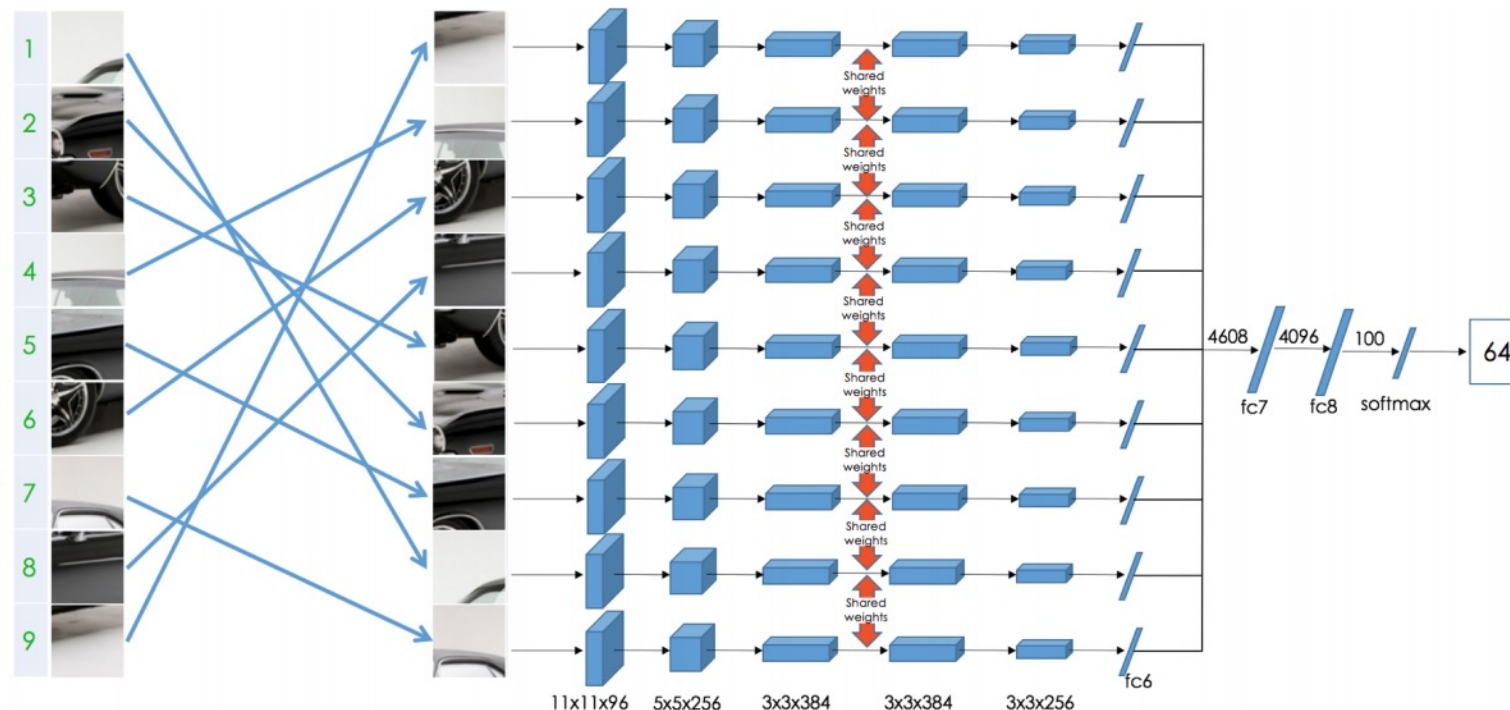 1
2
3
4
5
6
7
8
9
Shared
weights
Shared
weights
Shared
weights
Shared
weights
Shared
weights
Shared
weights
Shared
weights
Shared
weights
4608
4096
100
64
fc7
fc8
softmax
fc6
11x11x96
5x5x256
3x3x384
3x3x384
3x3x256